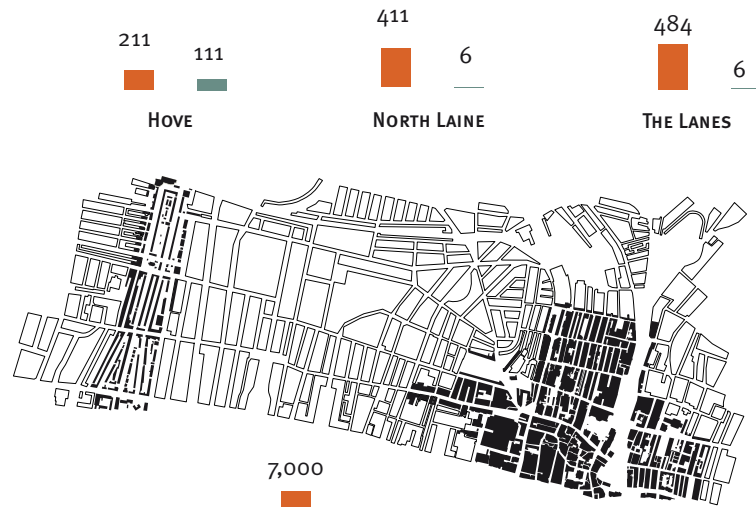 211
111
HOVE
411
6
NORTH LAINE
484
6
THE LANES
7,000